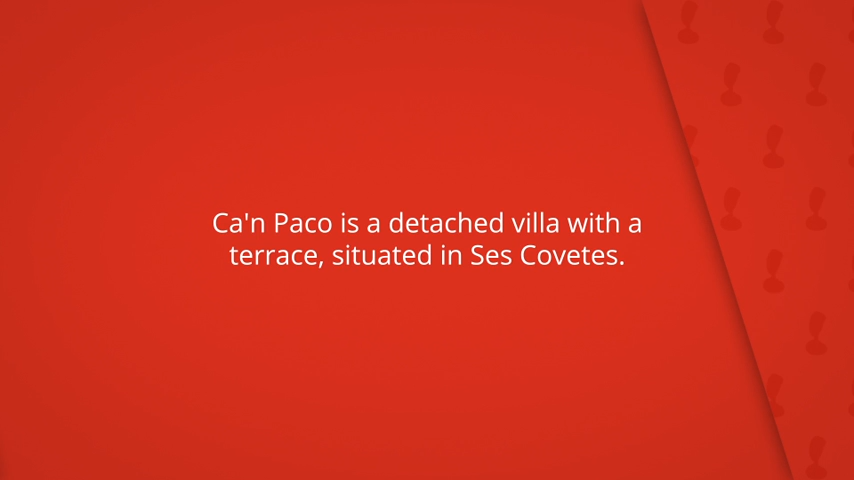 Ca'n Paco is a detached villa with a
terrace, situated in Ses Covetes.